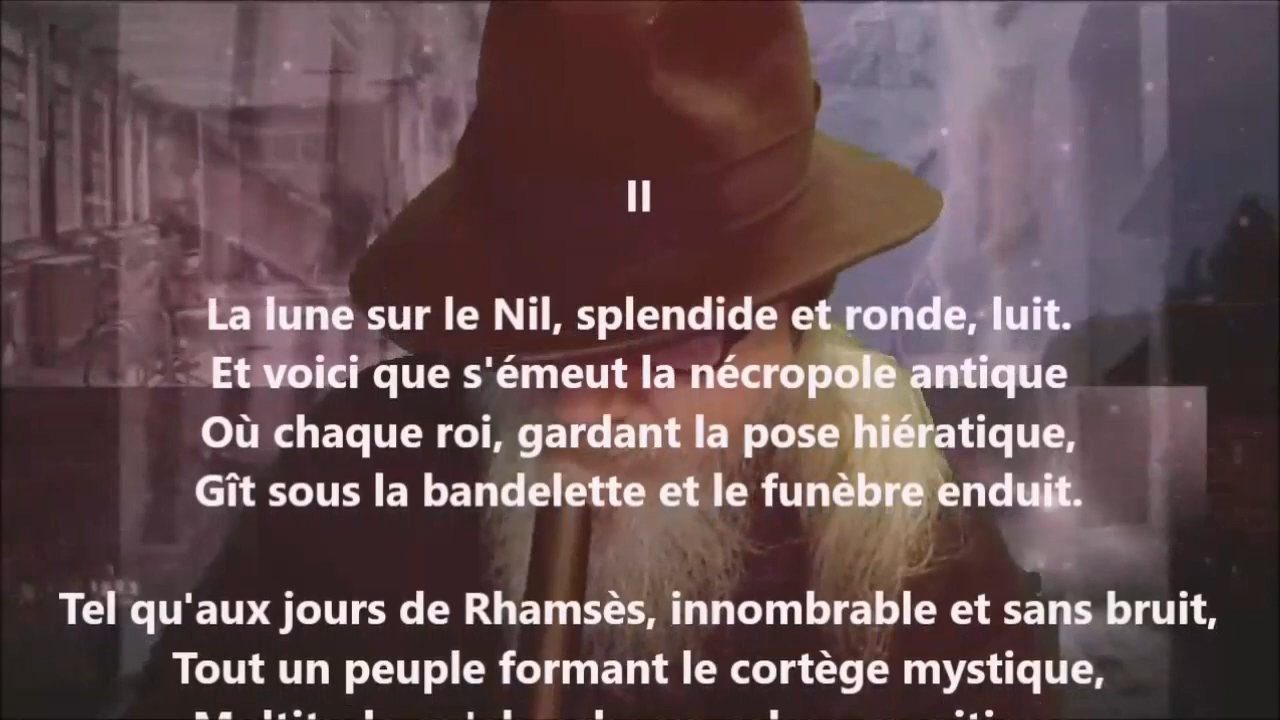 II
La lune sur le Nil, splendide et ronde, luit.
Et voici que s'émeut la nécropole antique
Où chaque roi, gardant la pose hiératique,
Gît sous la bandelette et le funèbre enduit.
Tel qu'aux jours de Rhamsès, innombrable et sans bruit,
Tout un peuple formant le cortège mystique,